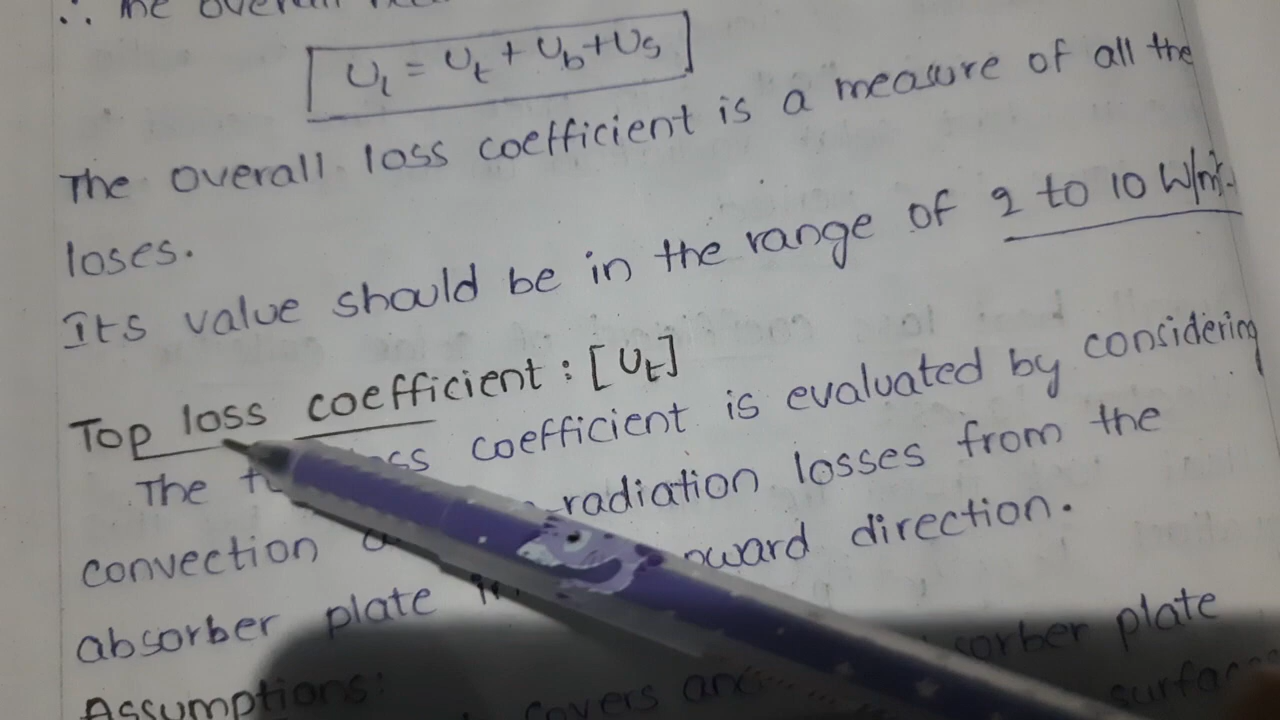 ∴ The overall
U_l = U_t + U_b + U_s
The overall loss coefficient is a measure of all the
loses.
Its value should be in the range of 2 to 10 W/m².
Top loss coefficient : [U_t]
The coefficient is evaluated by considering
convection radiation losses from the
absorber plate direction.
Assumptions: plate
covers and